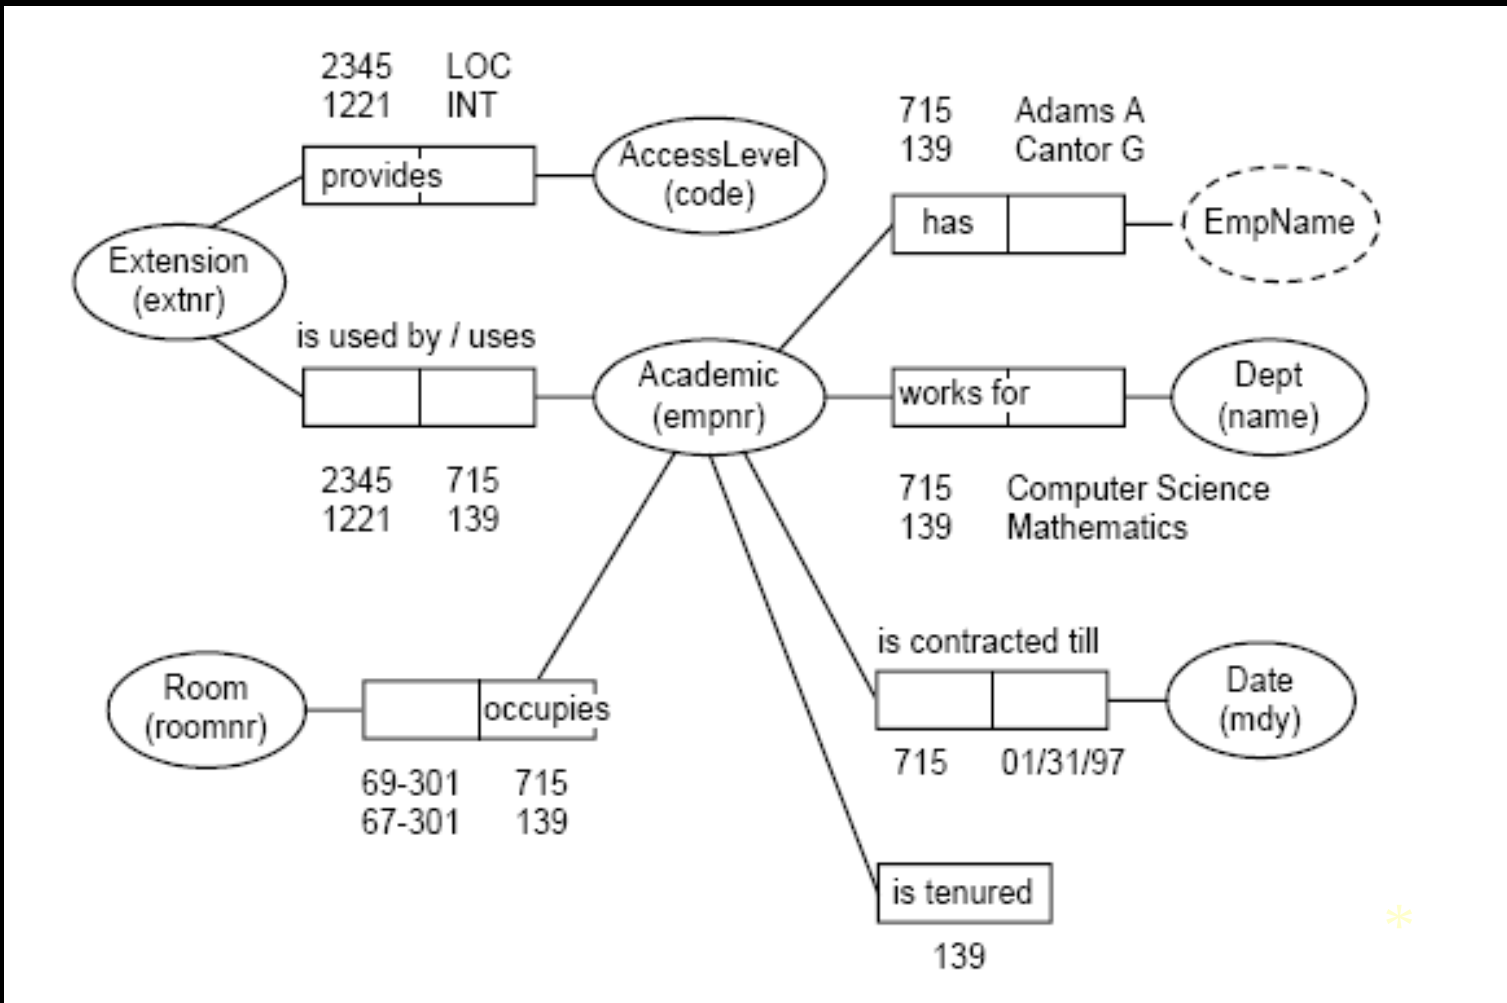 2345 LOC
1221 INT
provides
AccessLevel
(code)
715 Adams A
139 Cantor G
has
EmpName
Extension
(extnr)
is used by / uses
2345 715
1221 139
Academic
(empnr)
works for
Dept
(name)
715 Computer Science
139 Mathematics
Room
(roomnr)
occupies
69-301 715
67-301 139
is contracted till
Date
(mdy)
715 01/31/97
is tenured
139
*